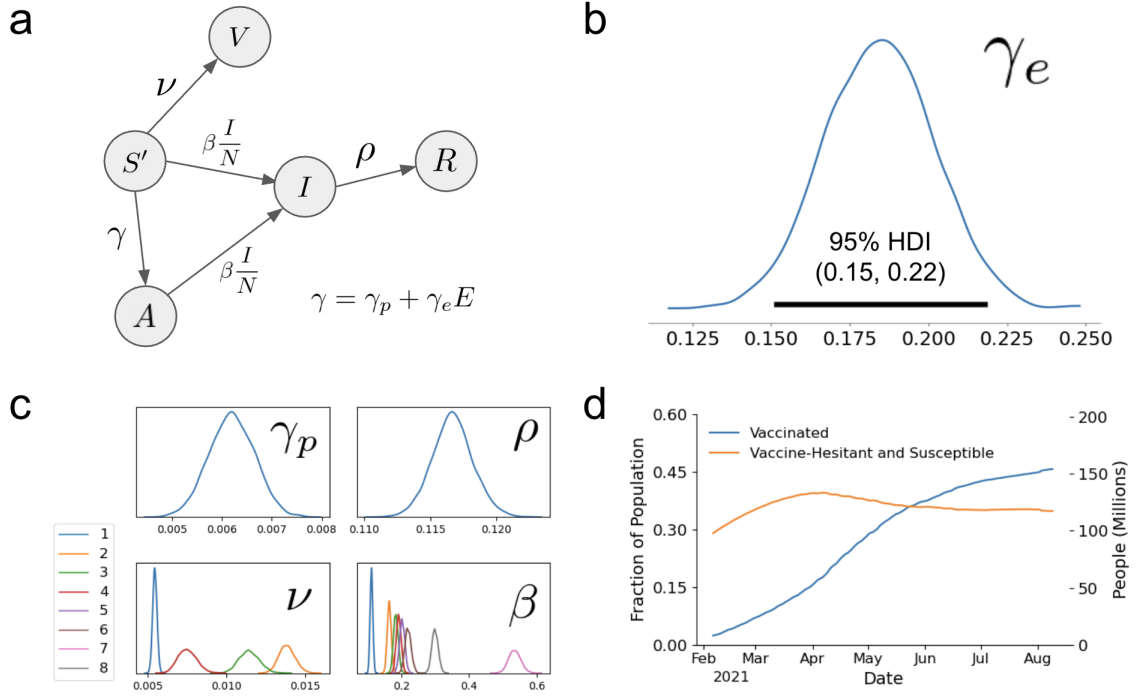 a
V
ν
β I/N
S′
I
ρ
R
γ
β I/N
A
γ = γₚ + γₑE
b
γₑ
95% HDI
(0.15, 0.22)
0.125 0.150 0.175 0.200 0.225 0.250
c
γₚ
0.005 0.006 0.007 0.008
ρ
0.110 0.115 0.120
1
2
3
4
5
6
7
8
ν
0.005 0.010 0.015
β
0.2 0.4 0.6
d
Fraction of Population
0.60
0.45
0.30
0.15
0.00
Vaccinated
Vaccine-Hesitant and Susceptible
200
150
100
50
0
People (Millions)
Feb Mar Apr May Jun Jul Aug
2021
Date